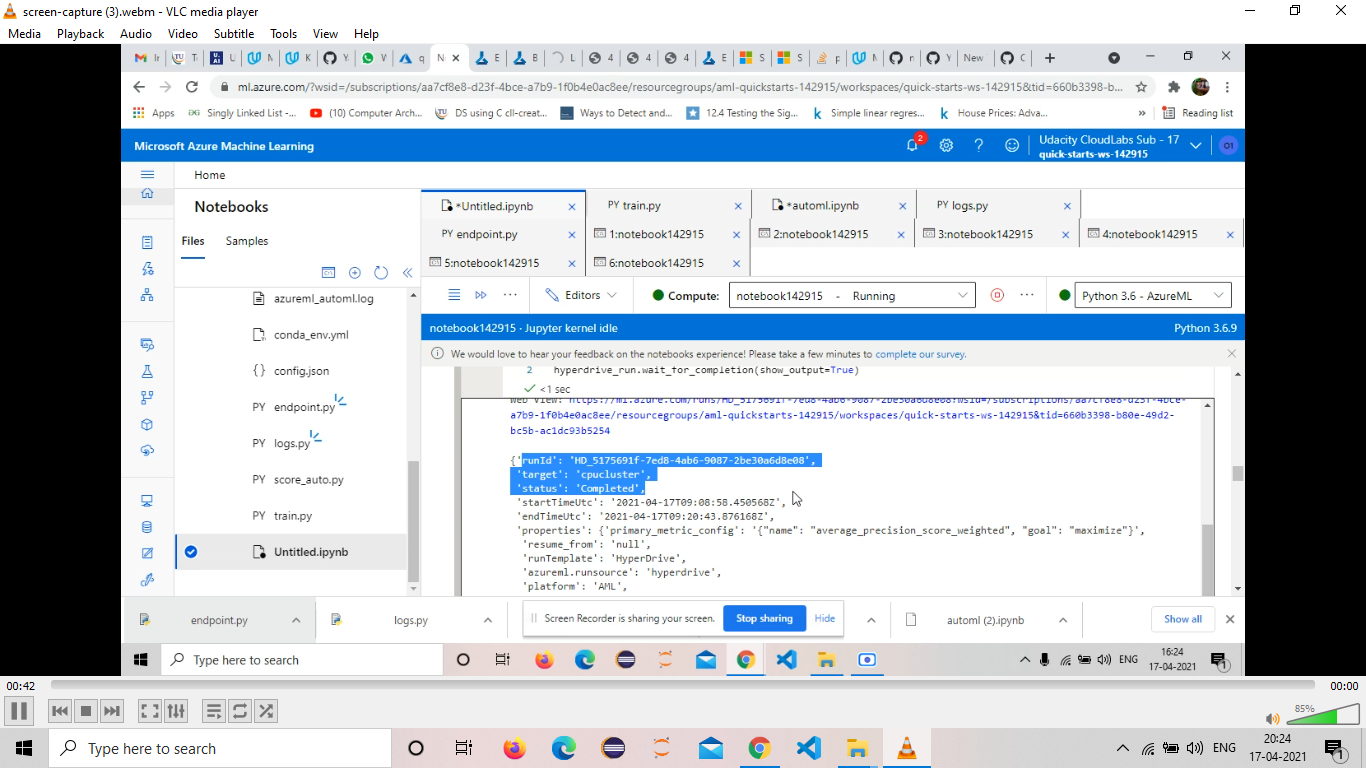 screen-capture (3).webm - VLC media player
Media Playback Audio Video Subtitle Tools View Help
ml.azure.com/?wsid=/subscriptions/aa7cf8e8-d23f-4bce-a7b9-1f0b4e0ac8ee/resourcegroups/aml-quickstarts-142915/workspaces/quick-starts-ws-142915&tid=660b3398-b...
Apps Singly Linked List -... (10) Computer Arch... DS using C cll-creat... Ways to Detect and... 12.4 Testing the Sig... Simple linear regres... House Prices: Adva... » Reading list
Microsoft Azure Machine Learning
2
Udacity CloudLabs Sub - 17
quick-starts-ws-142915
O1
Home
Notebooks
Files Samples
azureml_automl.log
conda_env.yml
{} config.json
PY endpoint.py
PY logs.py
PY score_auto.py
PY train.py
Untitled.ipynb
*Untitled.ipynb PY train.py *automl.ipynb PY logs.py
PY endpoint.py 1:notebook142915 2:notebook142915 3:notebook142915 4:notebook142915
5:notebook142915 6:notebook142915
Editors Compute: notebook142915 - Running Python 3.6 - AzureML
notebook142915 · Jupyter kernel idle Python 3.6.9
We would love to hear your feedback on the notebooks experience! Please take a few minutes to complete our survey.
2 hyperdrive_run.wait_for_completion(show_output=True)
<1 sec
Web View: https://ml.azure.com/runs/HD_5175691f-7ed8-4ab6-9087-2be30a6d8e08?wsid=/subscriptions/aa7cf8e8-d23f-4bce-
a7b9-1f0b4e0ac8ee/resourcegroups/aml-quickstarts-142915/workspaces/quick-starts-ws-142915&tid=660b3398-b80e-49d2-
bc5b-ac1dc93b5254
{'runId': 'HD_5175691f-7ed8-4ab6-9087-2be30a6d8e08',
'target': 'cpucluster',
'status': 'Completed',
'startTimeUtc': '2021-04-17T09:08:58.450568Z',
'endTimeUtc': '2021-04-17T09:20:43.876168Z',
'properties': {'primary_metric_config': '{"name": "average_precision_score_weighted", "goal": "maximize"}',
'resume_from': 'null',
'runTemplate': 'HyperDrive',
'azureml.runsource': 'hyperdrive',
'platform': 'AML',
endpoint.py logs.py Screen Recorder is sharing your screen. Stop sharing Hide automl (2).ipynb Show all
Type here to search ENG 16:24
17-04-2021
1
00:42 00:00
85%
Type here to search ENG 20:24
17-04-2021
1